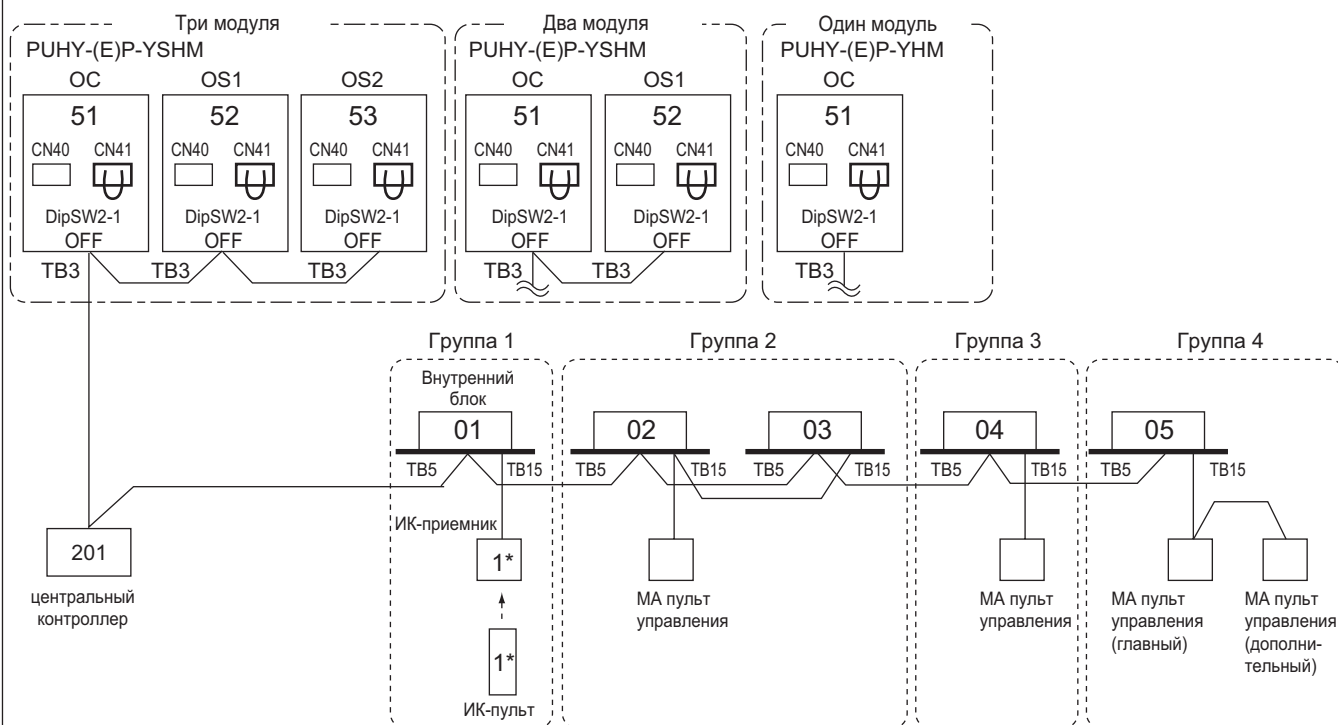 Три модуля
Два модуля
Один модуль
PUHY-(E)P-YSHM
PUHY-(E)P-YSHM
PUHY-(E)P-YHM
OC OS1 OS2
OC OS1
OC
51 52 53
51 52
51
CN40 CN41 CN40 CN41 CN40 CN41
CN40 CN41 CN40 CN41
CN40 CN41
DipSW2-1 DipSW2-1 DipSW2-1
DipSW2-1 DipSW2-1
DipSW2-1
OFF OFF OFF
OFF OFF
OFF
TB3 TB3 TB3
TB3 TB3
TB3
Группа 1 Группа 2 Группа 3 Группа 4
Внутренний
блок
01 02 03 04 05
TB5 TB15 TB5 TB15 TB5 TB15 TB5 TB15 TB5 TB15
ИК-приемник
201
1*
центральный
контроллер
МА пульт
управления
МА пульт
управления
МА пульт
управления
(главный)
МА пульт
управления
(дополни-
тельный)
1*
ИК-пульт